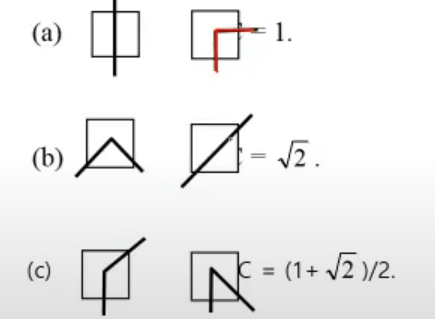 (a) = 1.
(b) = √2 .
(c) C = (1+ √2 )/2.